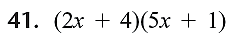 41. (2x + 4)(5x + 1)